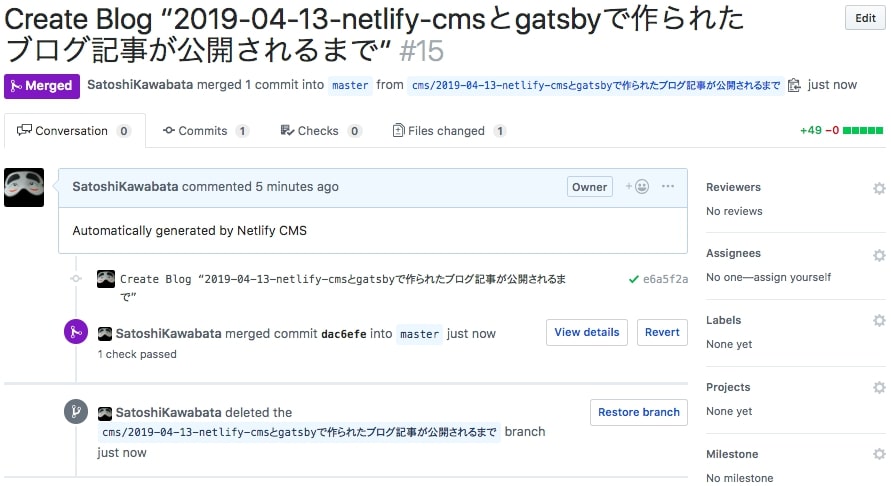 Create Blog “2019-04-13-netlify-cmsとgatsbyで作られた
ブログ記事が公開されるまで” #15
Edit
Merged SatoshiKawabata merged 1 commit into master from cms/2019-04-13-netlify-cmsとgatsbyで作られたブログ記事が公開されるまで just now
Conversation 0 Commits 1 Checks 0 Files changed 1 +49 −0
SatoshiKawabata commented 5 minutes ago Owner
Automatically generated by Netlify CMS
Create Blog “2019-04-13-netlify-cmsとgatsbyで作られたブログ記事が公開されるま
で”
e6a5f2a
SatoshiKawabata merged commit dac6efe into master just now View details Revert
1 check passed
SatoshiKawabata deleted the Restore branch
cms/2019-04-13-netlify-cmsとgatsbyで作られたブログ記事が公開されるまで branch
just now
Reviewers
No reviews
Assignees
No one—assign yourself
Labels
None yet
Projects
None yet
Milestone
No milestone